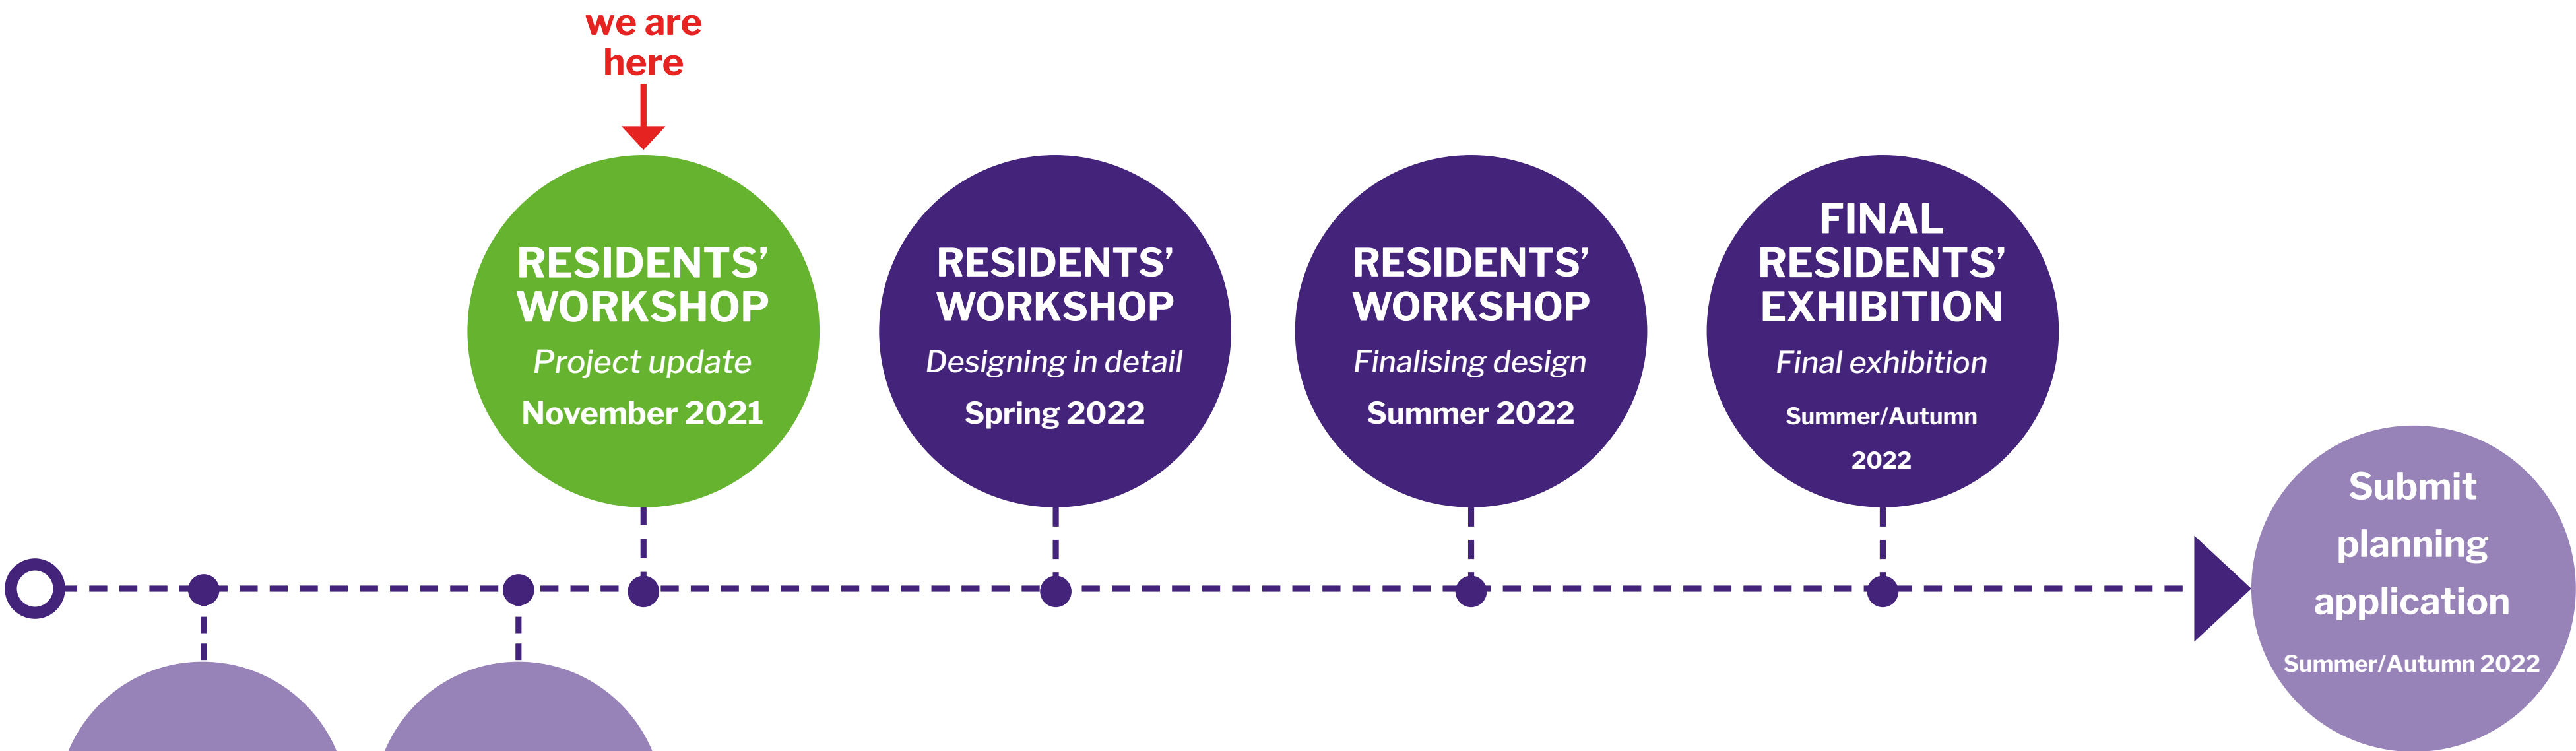 we are
here
RESIDENTS’
WORKSHOP
Project update
November 2021
RESIDENTS’
WORKSHOP
Designing in detail
Spring 2022
RESIDENTS’
WORKSHOP
Finalising design
Summer 2022
FINAL
RESIDENTS’
EXHIBITION
Final exhibition
Summer/Autumn
2022
Submit
planning
application
Summer/Autumn 2022